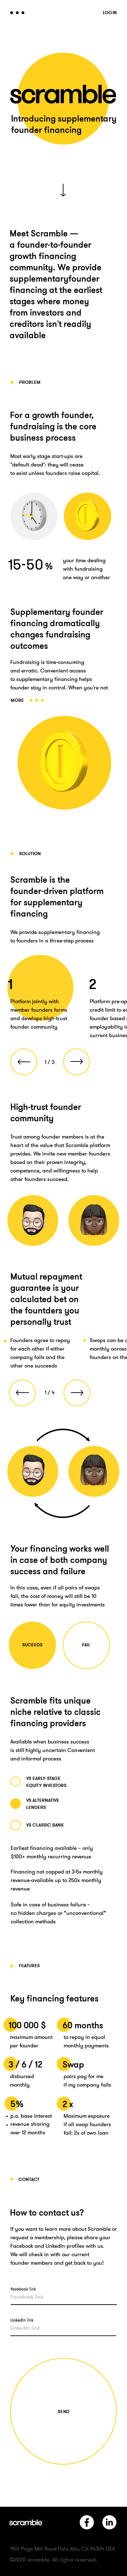 LOG IN
scramble
Introducing supplementary
founder financing
Meet Scramble —
a founder-to-founder
growth financing
community. We provide
supplementaryfounder
financing at the earliest
stages where money
from investors and
creditors isn't readily
available
PROBLEM
For a growth founder,
fundraising is the core
business process
Most early stage start-ups are
"default dead": they will cease
to exist unless founders raise capital.
15-50 %
your time dealing
with fundraising
one way or another
Supplementary founder
financing dramatically
changes fundraising
outcomes
Fundraising is time-consuming
and erratic. Convenient access
to supplementary financing helps
founder stay in control. When you're not
MORE
SOLUTION
Scramble is the
founder-driven platform
for supplementary
financing
We provide supplementary financing
to founders in a three-step process
1
Platform jointly with
member founders forms
and develops high-trust
founder community
2
Platform pre-ap
credit limit to ea
founder based o
employability i
current busines
1 / 3
High-trust founder
community
Trust among founder members is at the
heart of the value that Scramble platform
provides. We invite new member founders
based on their proven integrity,
competence, and willingness to help
other founders succeed.
Mutual repayment
guarantee is your
calculated bet on
the founders you
personally trust
Founders agree to repay
for each other if either
company fails and the
other one succeeds
Swaps can be c
monthly across
founders on the
1 / 4
Your financing works well
in case of both company
success and failure
In this case, even if all pairs of swaps
fail, the cost of money will still be 10
times lower than for equity investments
SUCEEDS
FAIL
Scramble fits unique
niche relative to classic
financing providers
Available when business success
is still highly uncertain Convenient
and informal process
VS EARLY-STAGE
EQUITY INVESTORS
VS ALTERNATIVE
LENDERS
VS CLASSIC BANK
Earliest financing available – only
$100+ monthly recurring revenue
Financing not capped at 3-5x monthly
revenue-available up to 250x monthly
revenue
Safe in case of business failure –
no hidden charges or "unconventional"
collection methods
FEATURES
Key financing features
100 000 $
maximum amount
per founder
60 months
to repay in equal
monthly payments
3 / 6 / 12
disbursed
monthly
Swap
pairs pay for me
if my company fails
5%
• p.a. base interest
• revenue sharing
over 12 months
2 x
Maximum exposure
if all swap founders
fail: 2x of own loan
CONTACT
How to contact us?
If you want to learn more about Scramble or
request a membership, please share your
Facebook and LinkedIn profiles with us.
We will check in with our current
founder members and get back to you!
facebook link
Facebook link
LinkedIn link
LinkedIn link
SEND
scramble
950 Page Mill Road Palo Alto, CA 94304 USA
©2020 scramble. All rights reserved.